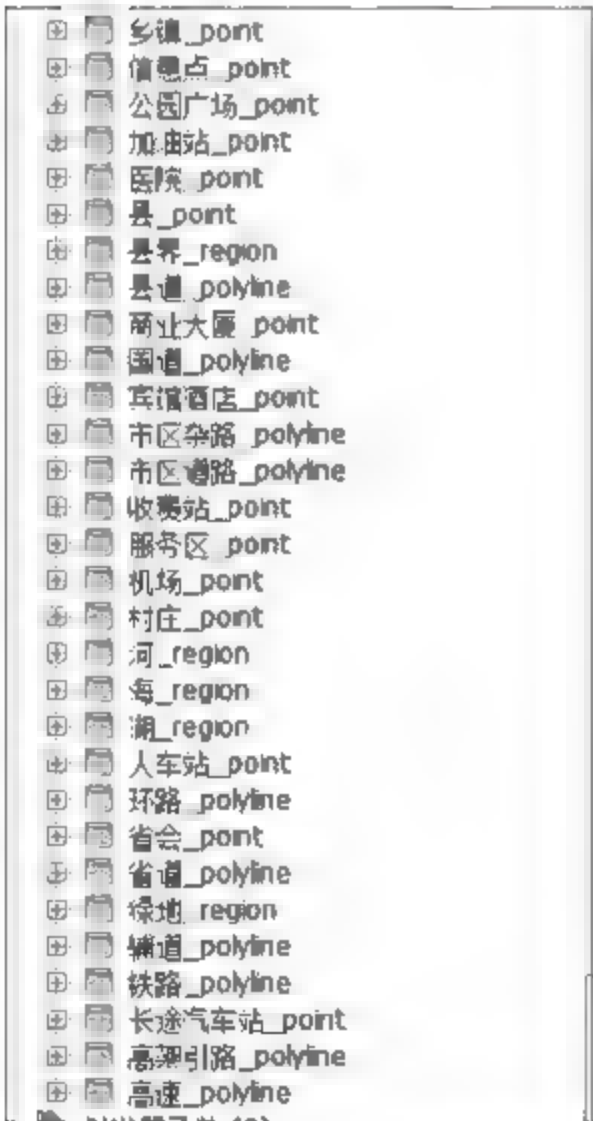 乡镇_point
信息点_point
公园广场_point
加油站_point
医院_point
县_point
县界_region
县道_polyline
商业大厦_point
国道_polyline
宾馆酒店_point
市区杂路_polyline
市区道路_polyline
收费站_point
服务区_point
机场_point
村庄_point
河_region
海_region
湖_region
人车站_point
环路_polyline
省会_point
省道_polyline
绿地_region
辅道_polyline
铁路_polyline
长途汽车站_point
高架引路_polyline
高速_polyline